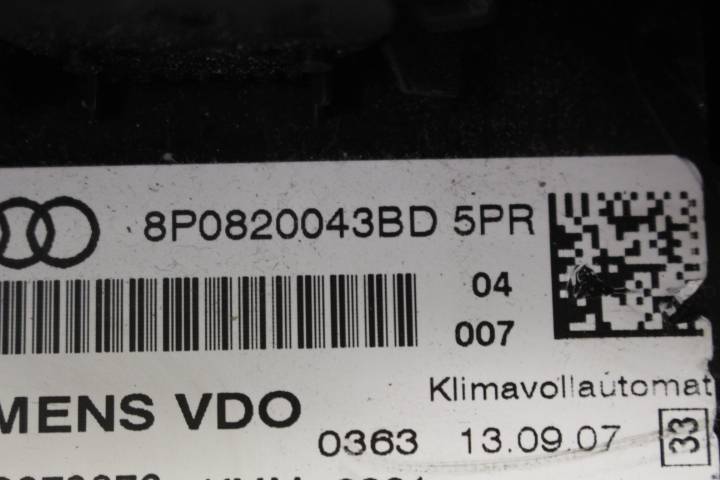 8P0820043BD 5PR
04
007
MENS VDO
Klimavollautomat
0363 13.09.07 33